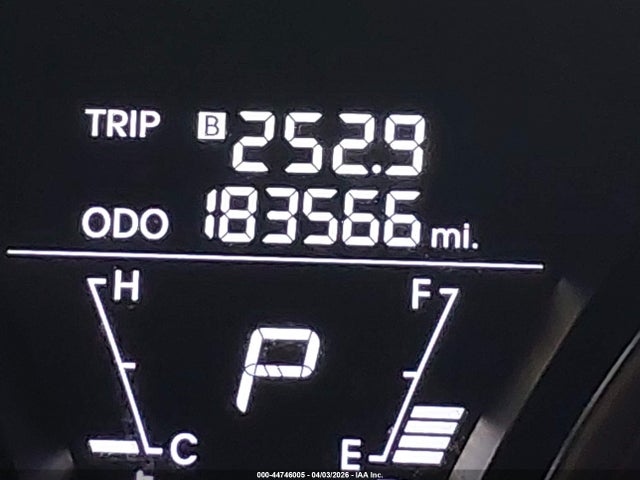 TRIP B 252.9
ODO 183566 mi.
H F
P
C E
000-44746005 - 04/03/2026 - IAA Inc.